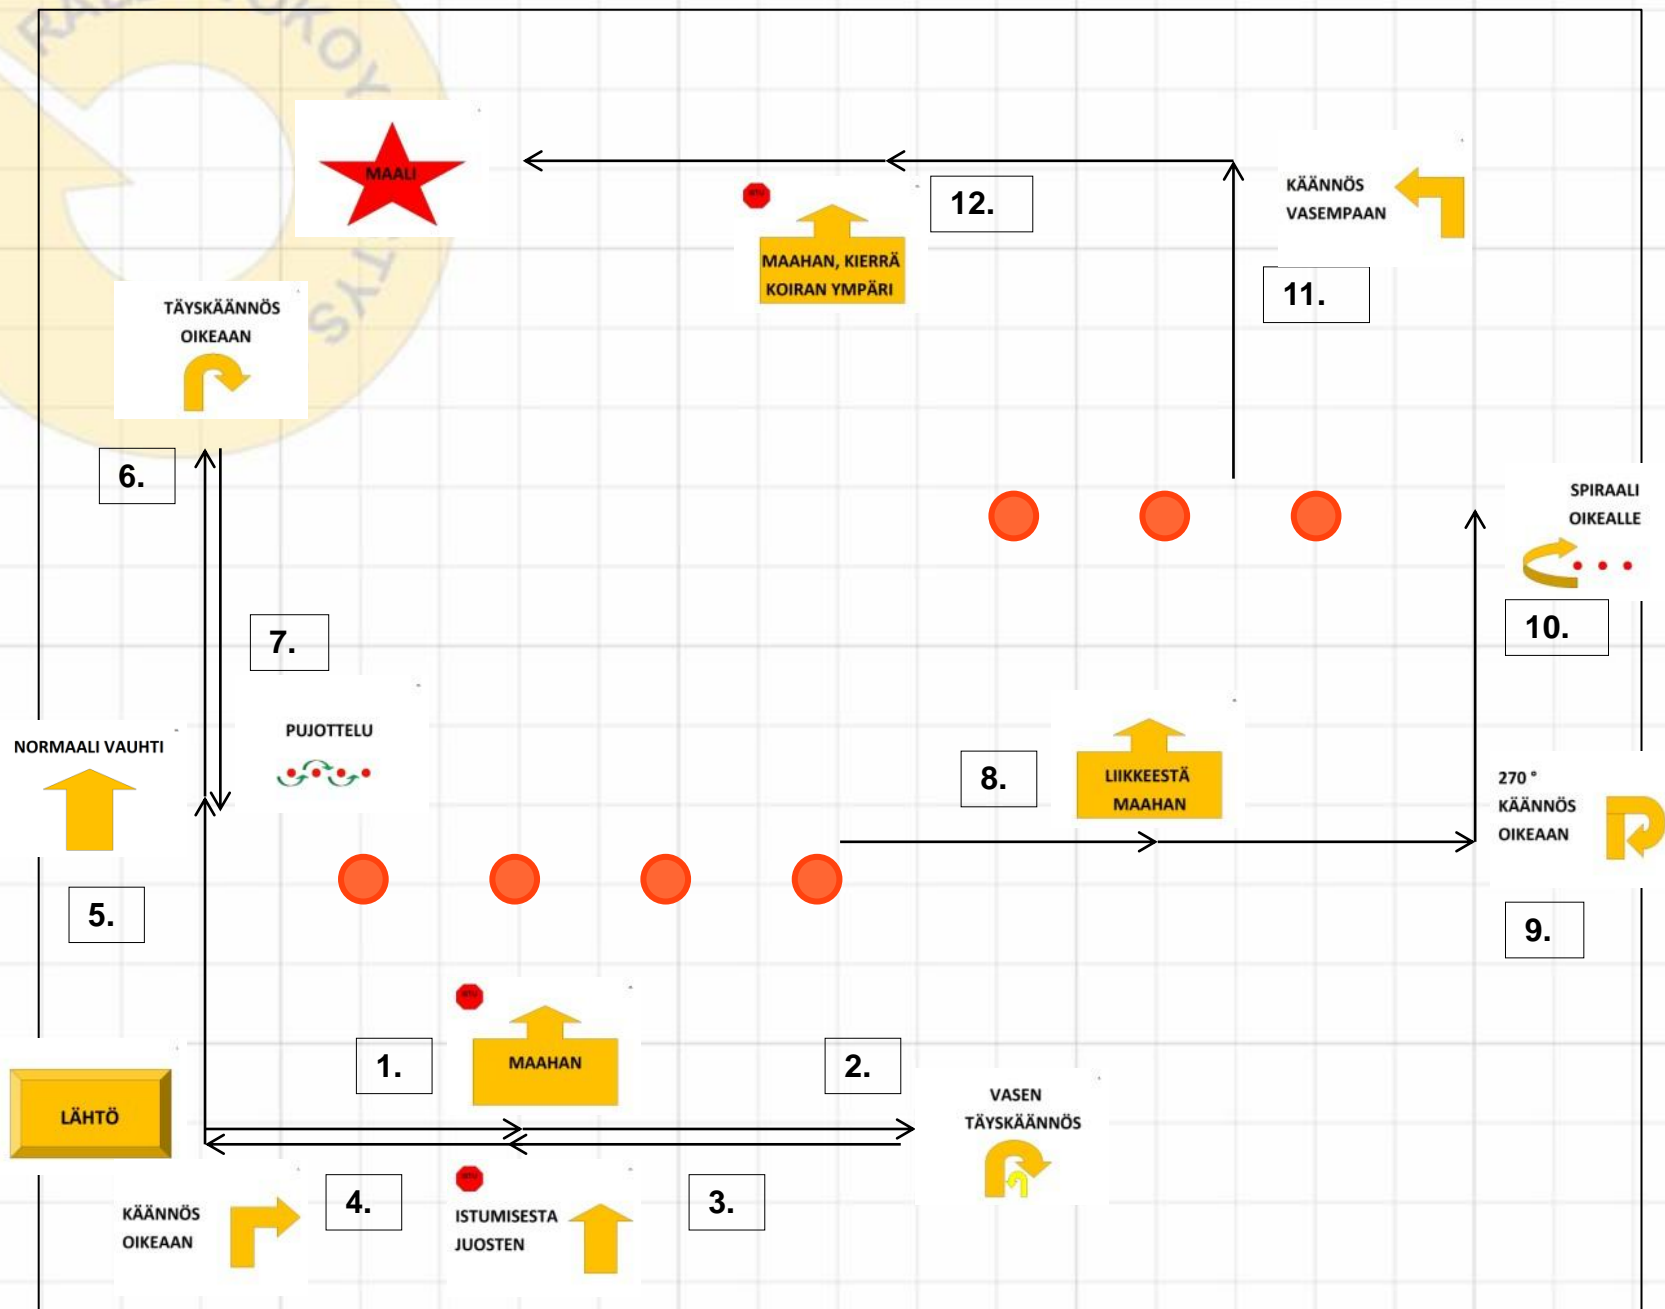 MAALI
12.
KÄÄNNÖS
VASEMPAAN
MAAHAN, KIERRÄ
KOIRAN YMPÄRI
11.
TÄYSKÄÄNNÖS
OIKEAAN
6.
SPIRAALI
OIKEALLE
10.
7.
PUJOTTELU
NORMAALI VAUHTI
8.
LIIKKEESTÄ
MAAHAN
270 °
KÄÄNNÖS
OIKEAAN
5.
9.
1.
MAAHAN
2.
LÄHTÖ
VASEN
TÄYSKÄÄNNÖS
KÄÄNNÖS
OIKEAAN
4.
ISTUMISESTA
JUOSTEN
3.